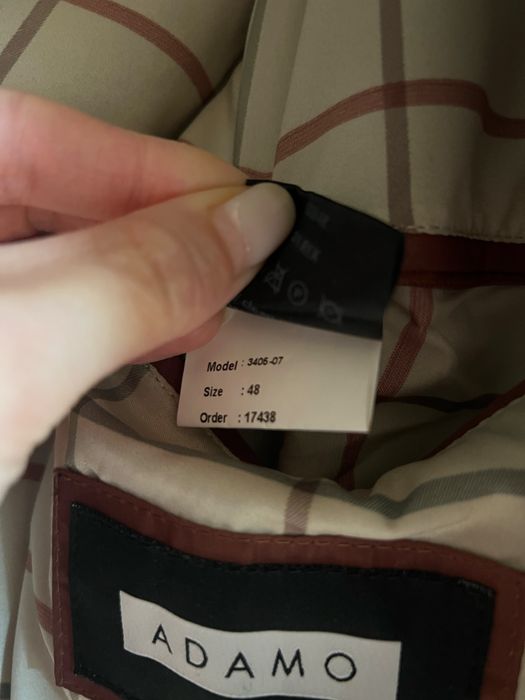 Model : 3406-07
Size : 48
Order : 17438
ADAMO